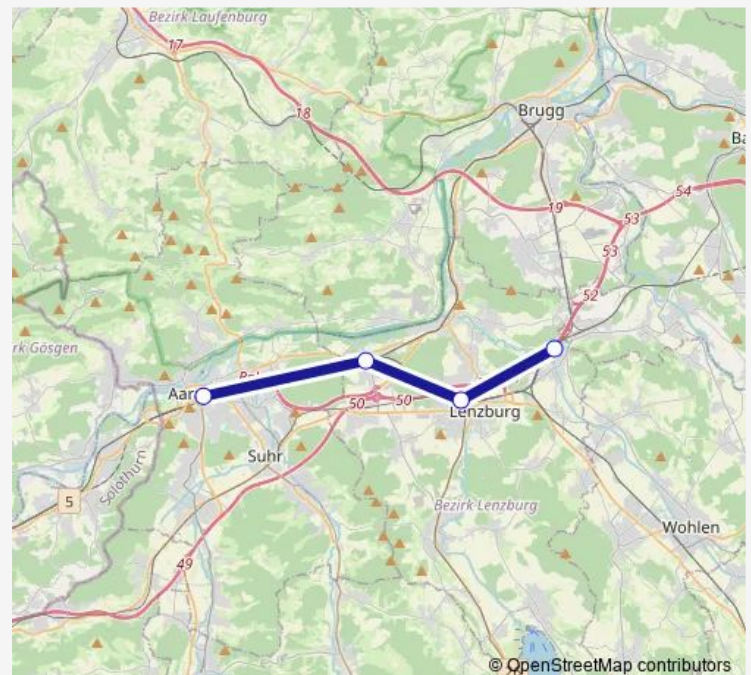 Bezirk Laufenburg
17
18
Brugg
Ba
54
19
53
53
52
rk Gösgen
Aar
50
50
Lenzburg
Suhr
Solothurn
5
Bezirk Lenzburg
Wohlen
49
© OpenStreetMap contributors